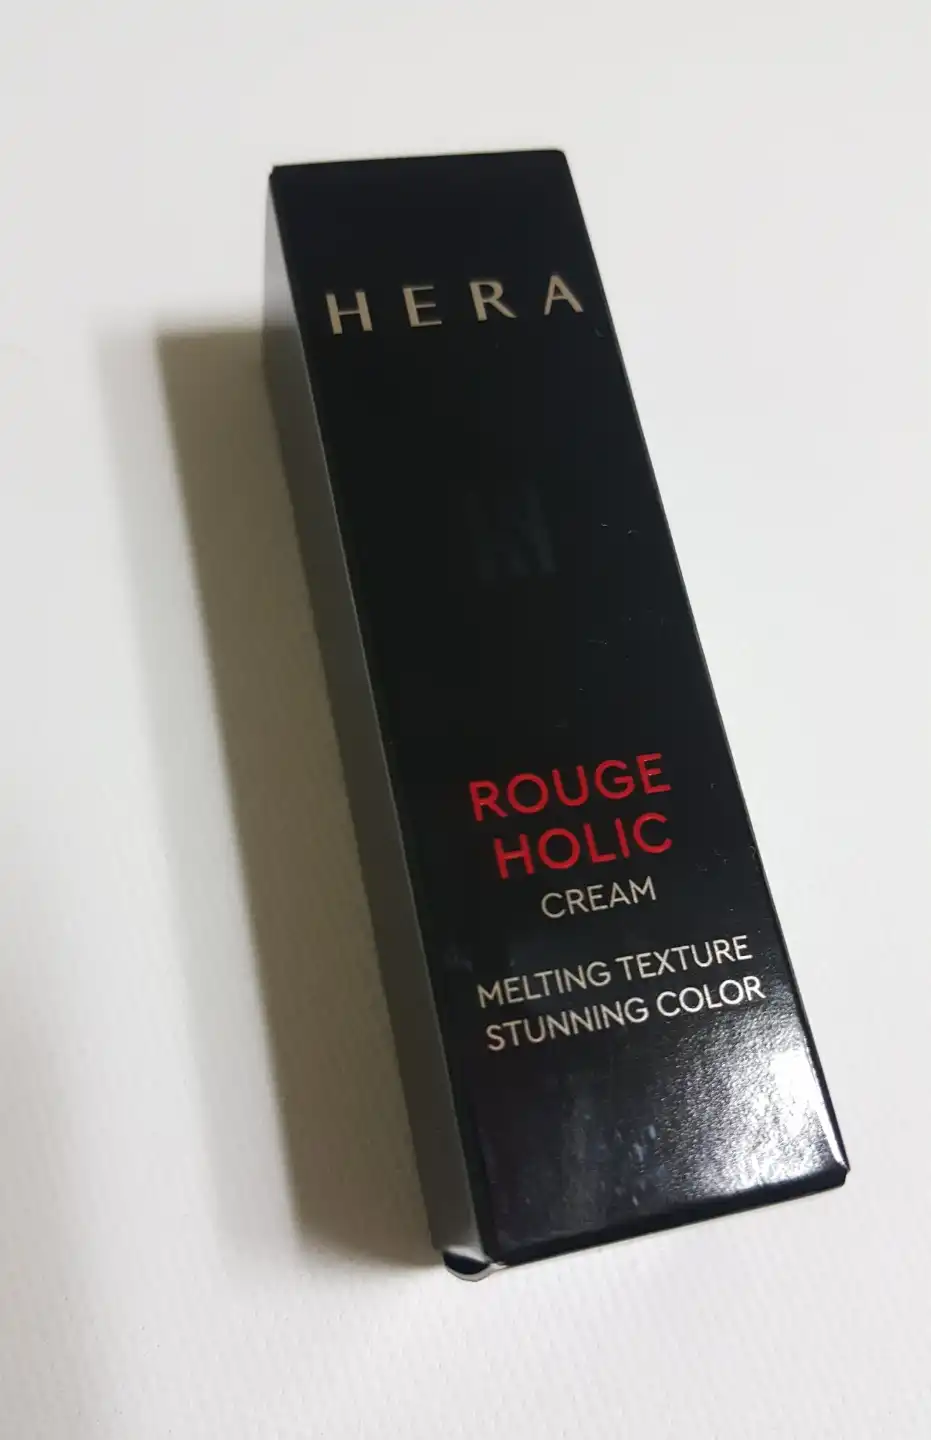 HERA
ROUGE
HOLIC
CREAM
MELTING TEXTURE
STUNNING COLOR